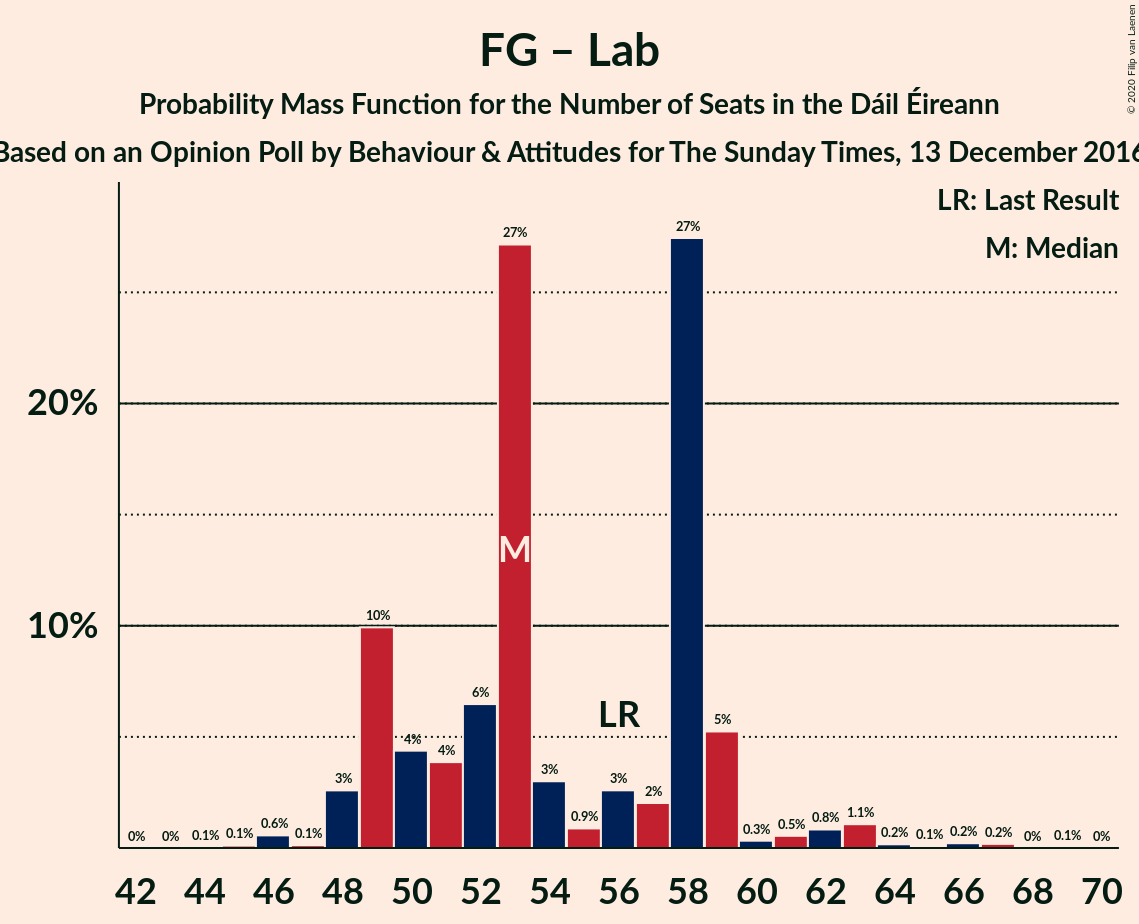 FG – Lab
Probability Mass Function for the Number of Seats in the Dáil Éireann
Based on an Opinion Poll by Behaviour & Attitudes for The Sunday Times, 13 December 2016
© 2020 Filip van Laenen
LR: Last Result
M: Median
20%
10%
0% 0% 0.1% 0.1% 0.6% 0.1% 3% 10% 4% 4% 6% 27% 3% 0.9% 3% 2% 27% 5% 0.3% 0.5% 0.8% 1.1% 0.2% 0.1% 0.2% 0.2% 0% 0.1% 0%
M
LR
42 44 46 48 50 52 54 56 58 60 62 64 66 68 70